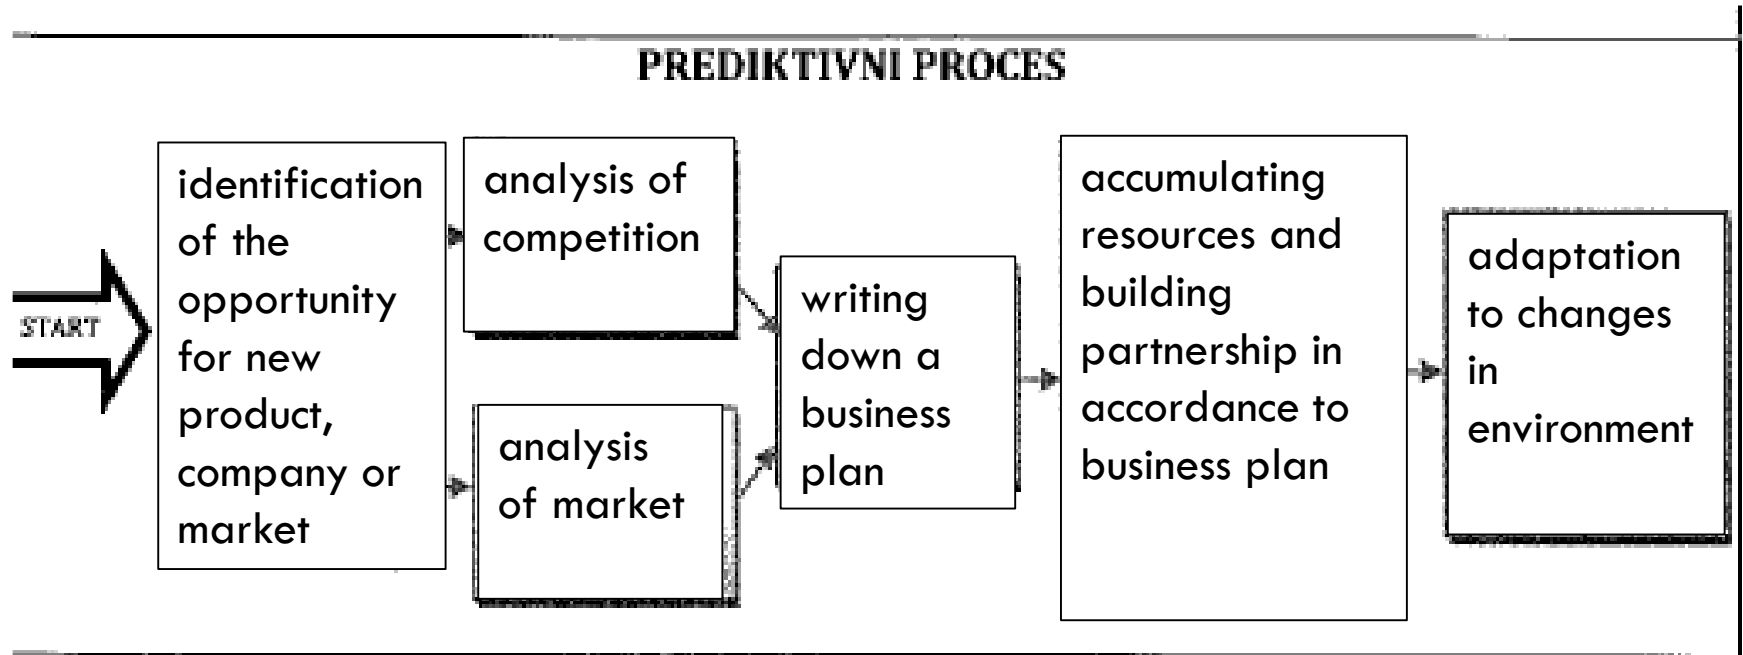 PREDIKTIVNI PROCES
START
identification
of the
opportunity
for new
product,
company or
market
analysis of
competition
analysis
of market
writing
down a
business
plan
accumulating
resources and
building
partnership in
accordance to
business plan
adaptation
to changes
in
environment